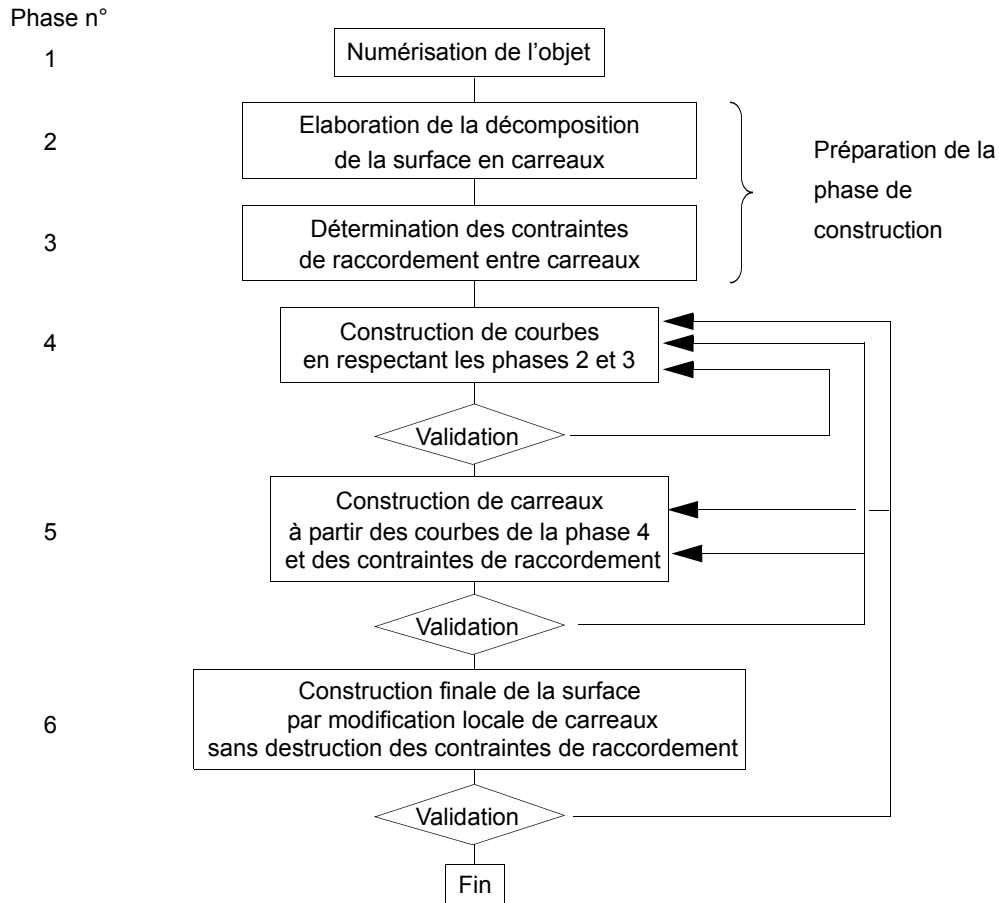 Phase n°
1
Numérisation de l'objet
2
Elaboration de la décomposition
de la surface en carreaux
Préparation de la
phase de
construction
3
Détermination des contraintes
de raccordement entre carreaux
4
Construction de courbes
en respectant les phases 2 et 3
Validation
5
Construction de carreaux
à partir des courbes de la phase 4
et des contraintes de raccordement
Validation
6
Construction finale de la surface
par modification locale de carreaux
sans destruction des contraintes de raccordement
Validation
Fin